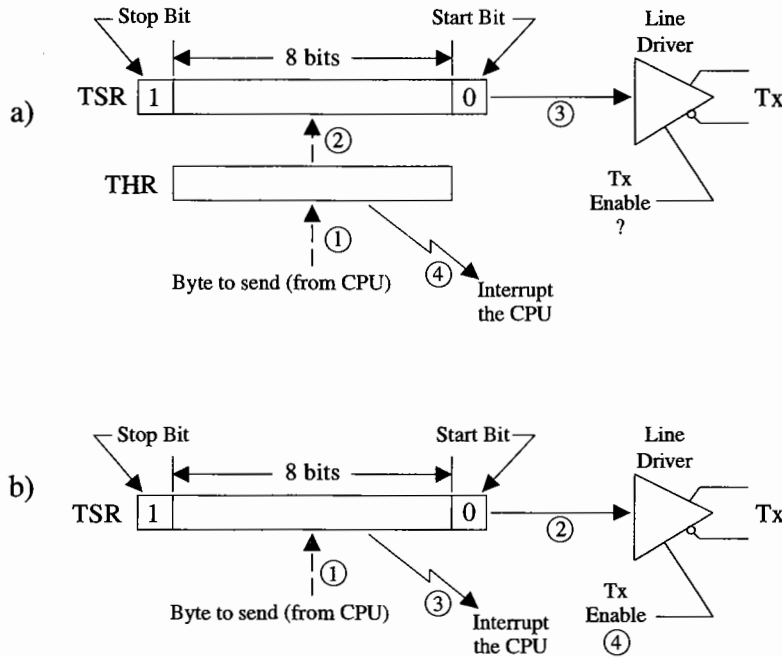 Stop Bit
Start Bit
Line
Driver
8 bits
a)
TSR
1
0
③
Tx
②
THR
Tx
Enable
?
①
④
Byte to send (from CPU)
Interrupt
the CPU
Stop Bit
Start Bit
Line
Driver
8 bits
b)
TSR
1
0
②
Tx
①
③
Byte to send (from CPU)
Interrupt
the CPU
Tx
Enable
④